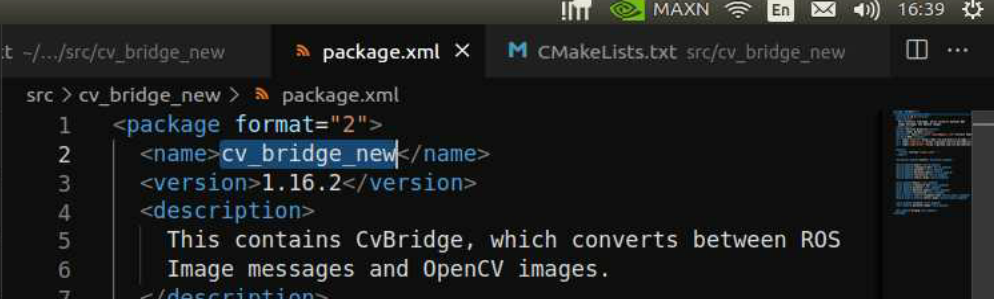 MAXN En 16:39
t ~/.../src/cv_bridge_new package.xml CMakeLists.txt src/cv_bridge_new
src > cv_bridge_new > package.xml
1 <package format="2">
2 <name>cv_bridge_new</name>
3 <version>1.16.2</version>
4 <description>
5 This contains CvBridge, which converts between ROS
6 Image messages and OpenCV images.
7 </description>